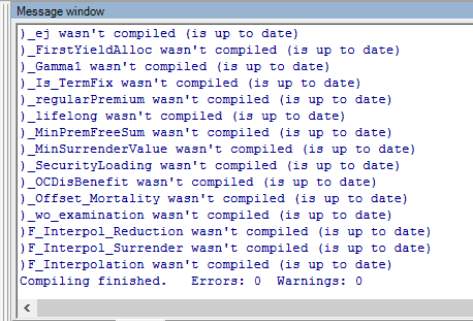 Message window
)_ej wasn't compiled (is up to date)
)_FirstYieldAlloc wasn't compiled (is up to date)
)_Gamma1 wasn't compiled (is up to date)
)_Is_TermFix wasn't compiled (is up to date)
)_regularPremium wasn't compiled (is up to date)
)_lifelong wasn't compiled (is up to date)
)_MinPremFreeSum wasn't compiled (is up to date)
)_MinSurrenderValue wasn't compiled (is up to date)
)_SecurityLoading wasn't compiled (is up to date)
)_OCDisBenefit wasn't compiled (is up to date)
)_Offset_Mortality wasn't compiled (is up to date)
)_wo_examination wasn't compiled (is up to date)
)F_Interpol_Reduction wasn't compiled (is up to date)
)F_Interpol_Surrender wasn't compiled (is up to date)
)F_Interpolation wasn't compiled (is up to date)
Compiling finished.   Errors: 0  Warnings: 0